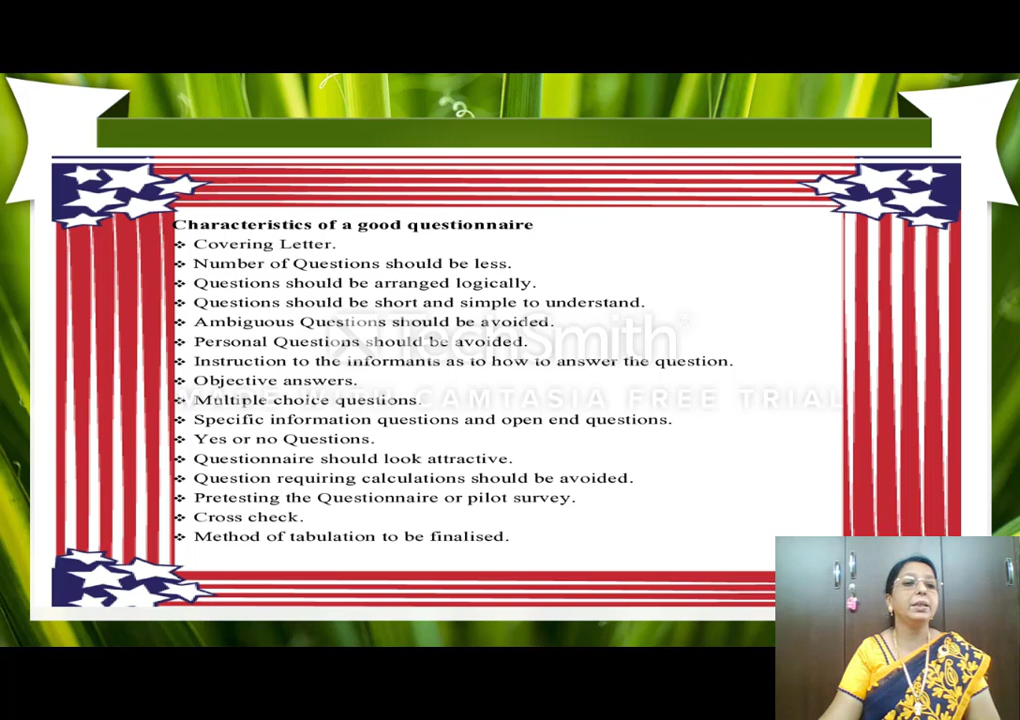 Characteristics of a good questionnaire
❖ Covering Letter.
❖ Number of Questions should be less.
❖ Questions should be arranged logically.
❖ Questions should be short and simple to understand.
❖ Ambiguous Questions should be avoided.
❖ Personal Questions should be avoided.
TechSmith
❖ Instruction to the informants as to how to answer the question.
❖ Objective answers.
❖ Multiple choice questions.
MADE WITH CAMTASIA FREE TRIAL
❖ Specific information questions and open end questions.
❖ Yes or no Questions.
❖ Questionnaire should look attractive.
❖ Question requiring calculations should be avoided.
❖ Pretesting the Questionnaire or pilot survey.
❖ Cross check.
❖ Method of tabulation to be finalised.